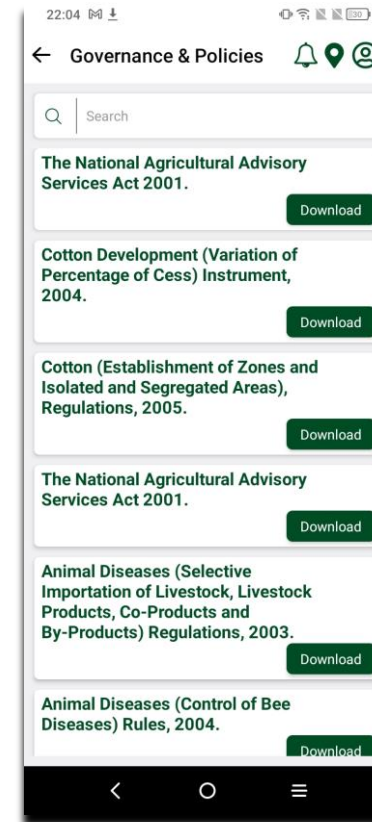 22:04
30
Governance & Policies
Search
The National Agricultural Advisory
Services Act 2001.
Download
Cotton Development (Variation of
Percentage of Cess) Instrument,
2004.
Download
Cotton (Establishment of Zones and
Isolated and Segregated Areas),
Regulations, 2005.
Download
The National Agricultural Advisory
Services Act 2001.
Download
Animal Diseases (Selective
Importation of Livestock, Livestock
Products, Co-Products and
By-Products) Regulations, 2003.
Download
Animal Diseases (Control of Bee
Diseases) Rules, 2004.
Download